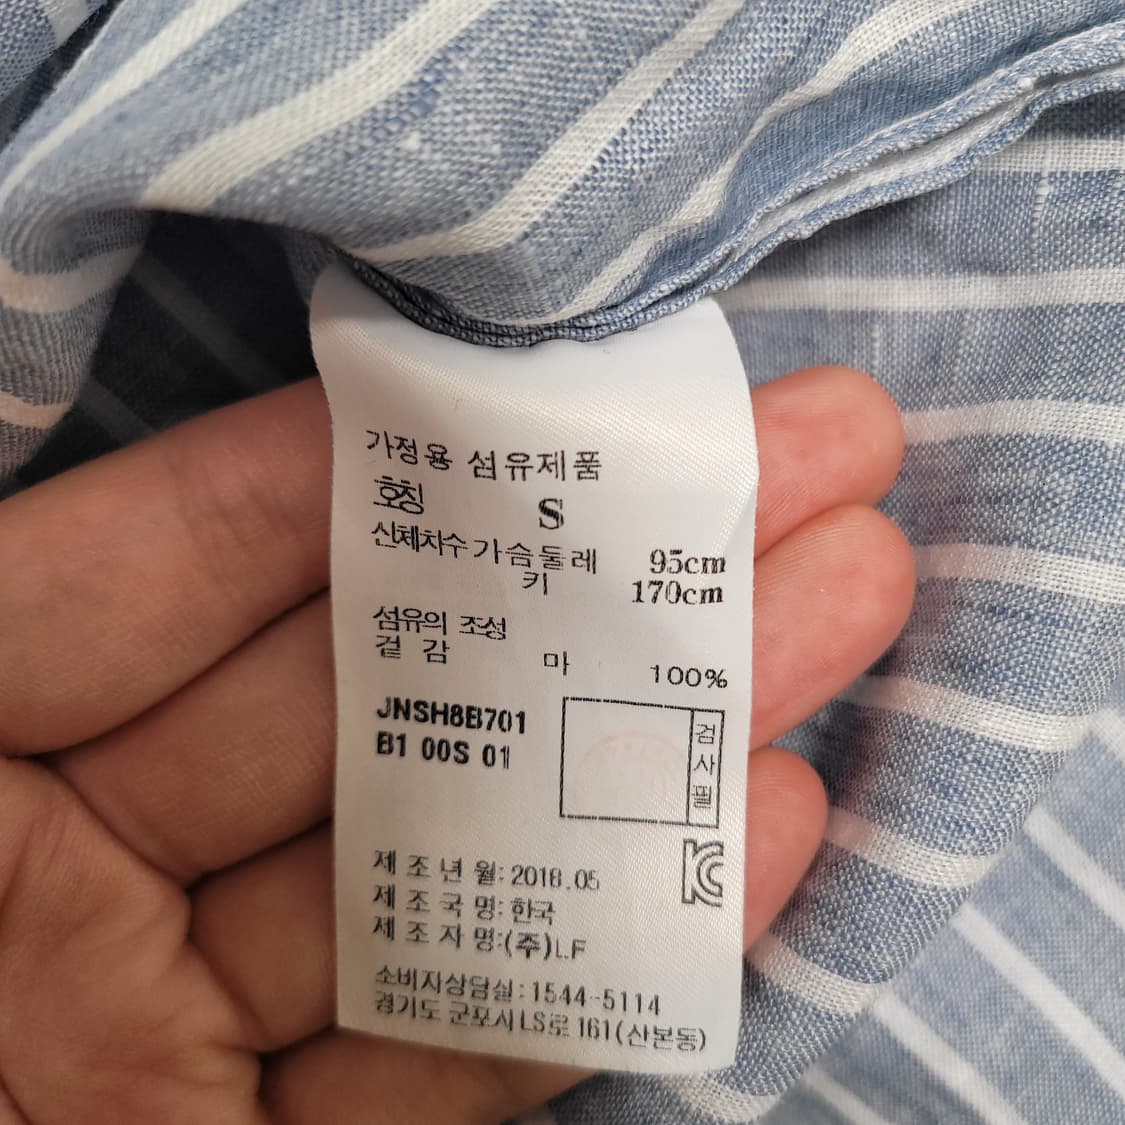 가정용 섬유제품
호칭 S
신체치수 가슴둘레 95cm
키 170cm
섬유의 조성
겉 감 마 100%
JNSH8B701
B1 00S 01
검사필
제 조 년 월: 2018.05
제 조 국 명: 한국
제 조 자 명:(주)LF
소비자상담실:1544-5114
경기도 군포시 LS로 161(산본동)